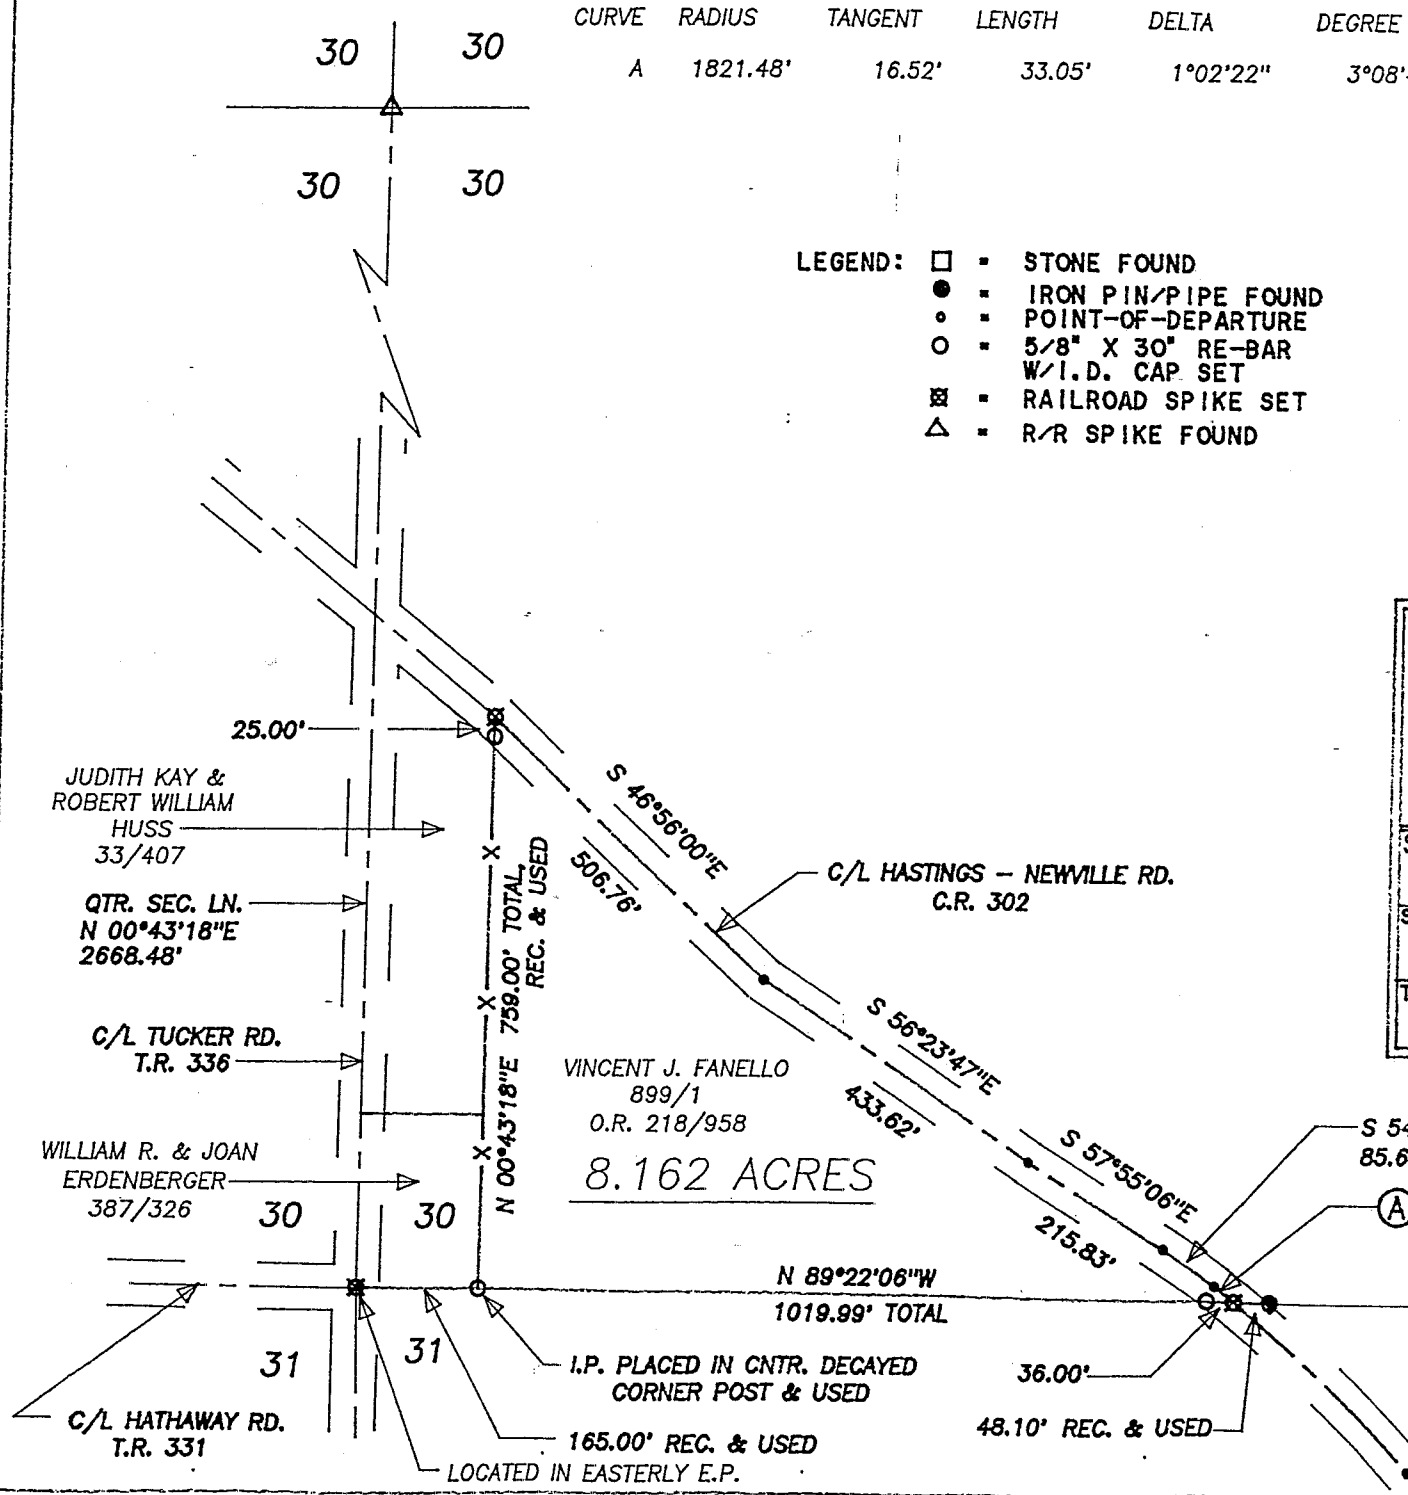 CURVE RADIUS TANGENT LENGTH DELTA DEGREE
A 1821.48' 16.52' 33.05' 1°02'22" 3°08'
30 30
30 30
LEGEND: □ = STONE FOUND
● = IRON PIN/PIPE FOUND
∘ = POINT-OF-DEPARTURE
○ = 5/8" X 30" RE-BAR
W/I.D. CAP SET
= RAILROAD SPIKE SET
△ = R/R SPIKE FOUND
25.00'
JUDITH KAY &
ROBERT WILLIAM
HUSS
33/407
QTR. SEC. LN.
N 00°43'18"E
2668.48'
C/L TUCKER RD.
T.R. 336
WILLIAM R. & JOAN
ERDENBERGER
387/326
N 00°43'18"E 759.00' TOTAL,
REC. & USED
X
X
X
S 46°56'00"E
506.76'
C/L HASTINGS - NEWVILLE RD.
C.R. 302
S 56°23'47"E
433.62'
VINCENT J. FANELLO
899/1
O.R. 218/958
8.162 ACRES
S 57°55'06"E
215.83'
S 54
85.6
A
30 30
N 89°22'06"W
1019.99' TOTAL
31 31
I.P. PLACED IN CNTR. DECAYED
CORNER POST & USED
36.00'
48.10' REC. & USED
C/L HATHAWAY RD.
T.R. 331
165.00' REC. & USED
LOCATED IN EASTERLY E.P.